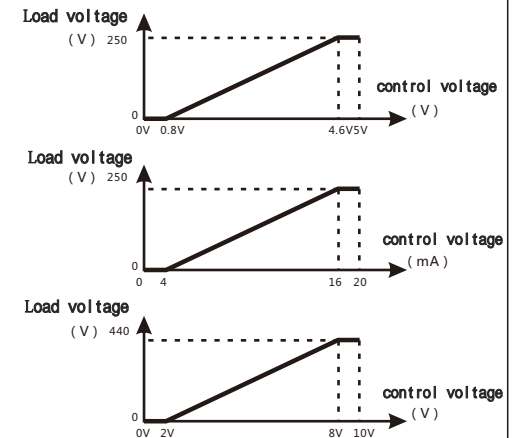 Load voltage
(V) 250
control voltage
(V)
0
0V 0.8V 4.6V5V
Load voltage
(V) 250
control voltage
(mA)
0
0 4 16 20
Load voltage
(V) 440
control voltage
(V)
0
0V 2V 8V 10V